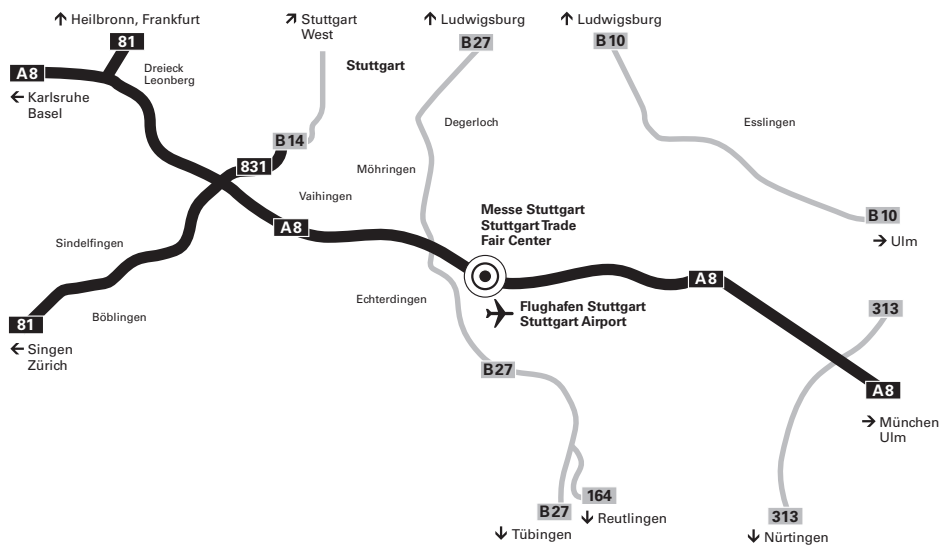 ↑ Heilbronn, Frankfurt
↗ Stuttgart
West
↑ Ludwigsburg
↑ Ludwigsburg
81
B27
B10
A8
Dreieck
Leonberg
Stuttgart
← Karlsruhe
Basel
Degerloch
Esslingen
B14
831
Möhringen
Vaihingen
Messe Stuttgart
Stuttgart Trade
Fair Center
B10
→ Ulm
A8
Sindelfingen
A8
Echterdingen
Flughafen Stuttgart
Stuttgart Airport
313
Böblingen
81
← Singen
Zürich
B27
A8
→ München
Ulm
164
B27
↓ Reutlingen
313
↓ Tübingen
↓ Nürtingen